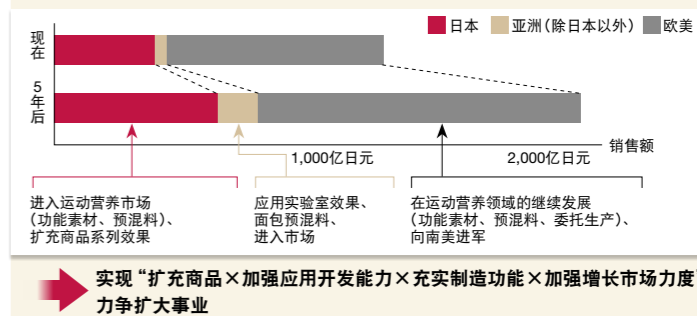 日本 亚洲(除日本以外) 欧美
现在
5年后
1,000亿日元 2,000亿日元 销售额
进入运动营养市场
(功能素材、预混料)、
扩充商品系列效果
应用实验室效果、
面包预混料、
进入市场
在运动营养领域的继续发展
(功能素材、预混料、委托生产)、
向南美进军
实现“扩充商品×加强应用开发能力×充实制造功能×加强增长市场力度”
力争扩大事业